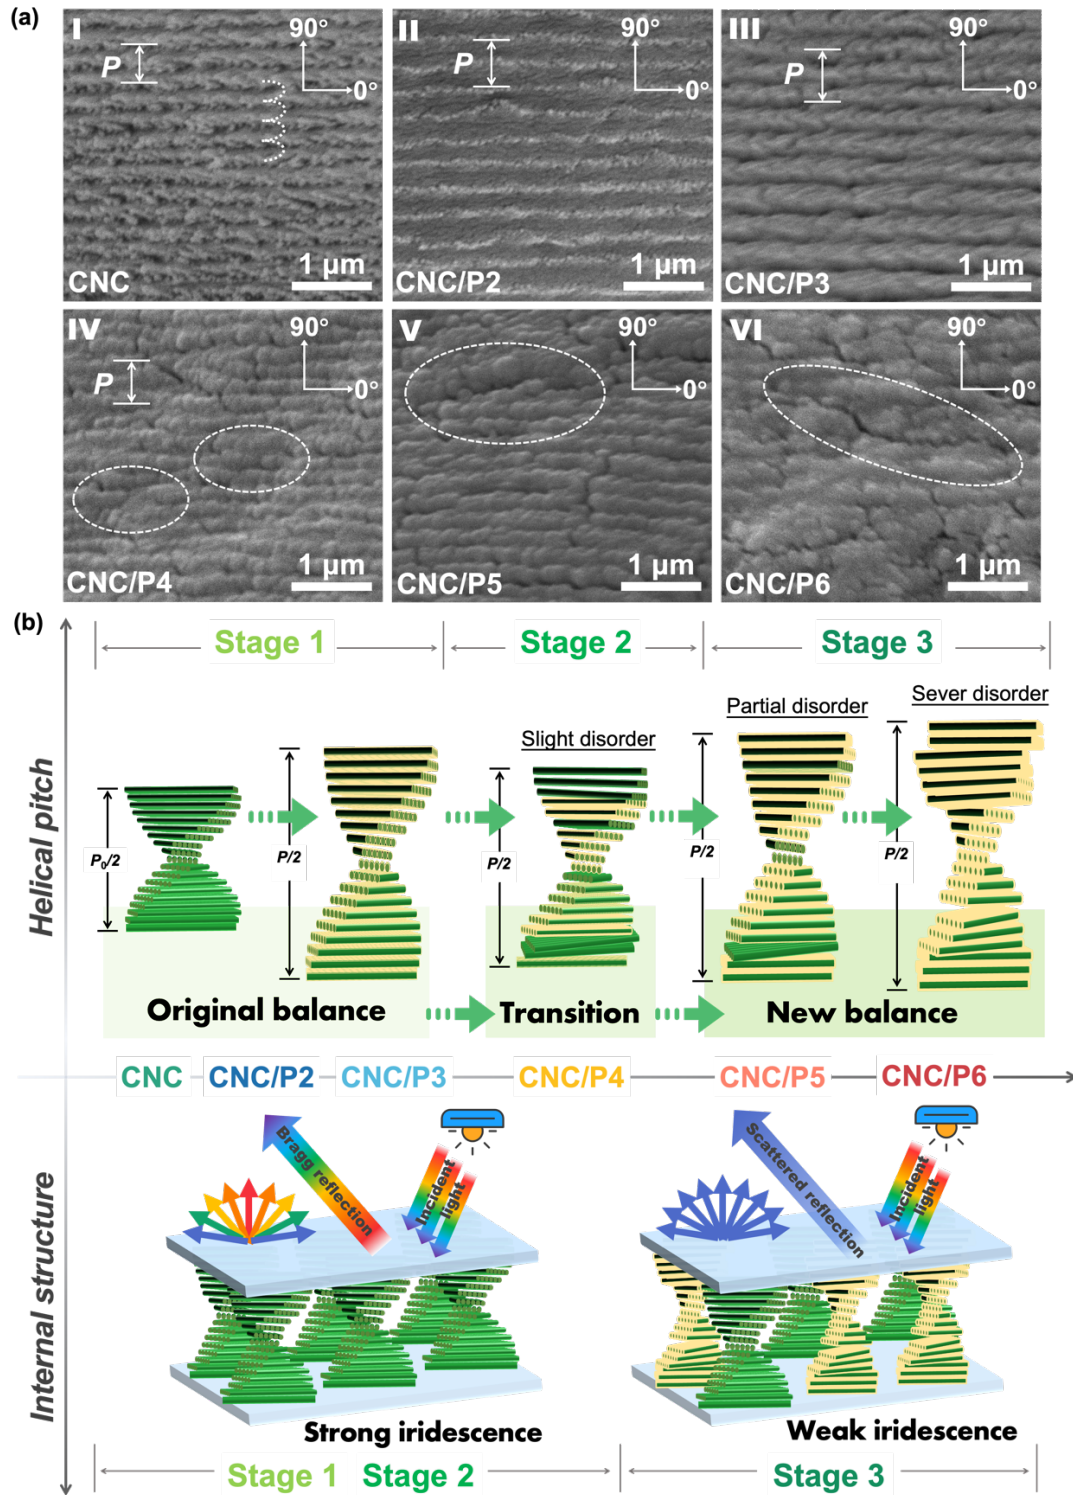 (a)
I
P
90°
0°
CNC
1 μm
II
P
90°
0°
CNC/P2
1 μm
III
P
90°
0°
CNC/P3
1 μm
IV
P
90°
0°
CNC/P4
1 μm
V
90°
0°
CNC/P5
1 μm
VI
90°
0°
CNC/P6
1 μm
(b)
Stage 1
Stage 2
Stage 3
Helical pitch
Slight disorder
Partial disorder
Sever disorder
P₀/2
P/2
P/2
P/2
P/2
Original balance
Transition
New balance
CNC
CNC/P2
CNC/P3
CNC/P4
CNC/P5
CNC/P6
Internal structure
Bragg reflection
Incident
light
Scattered reflection
Incident
light
Strong iridescence
Weak iridescence
Stage 1
Stage 2
Stage 3